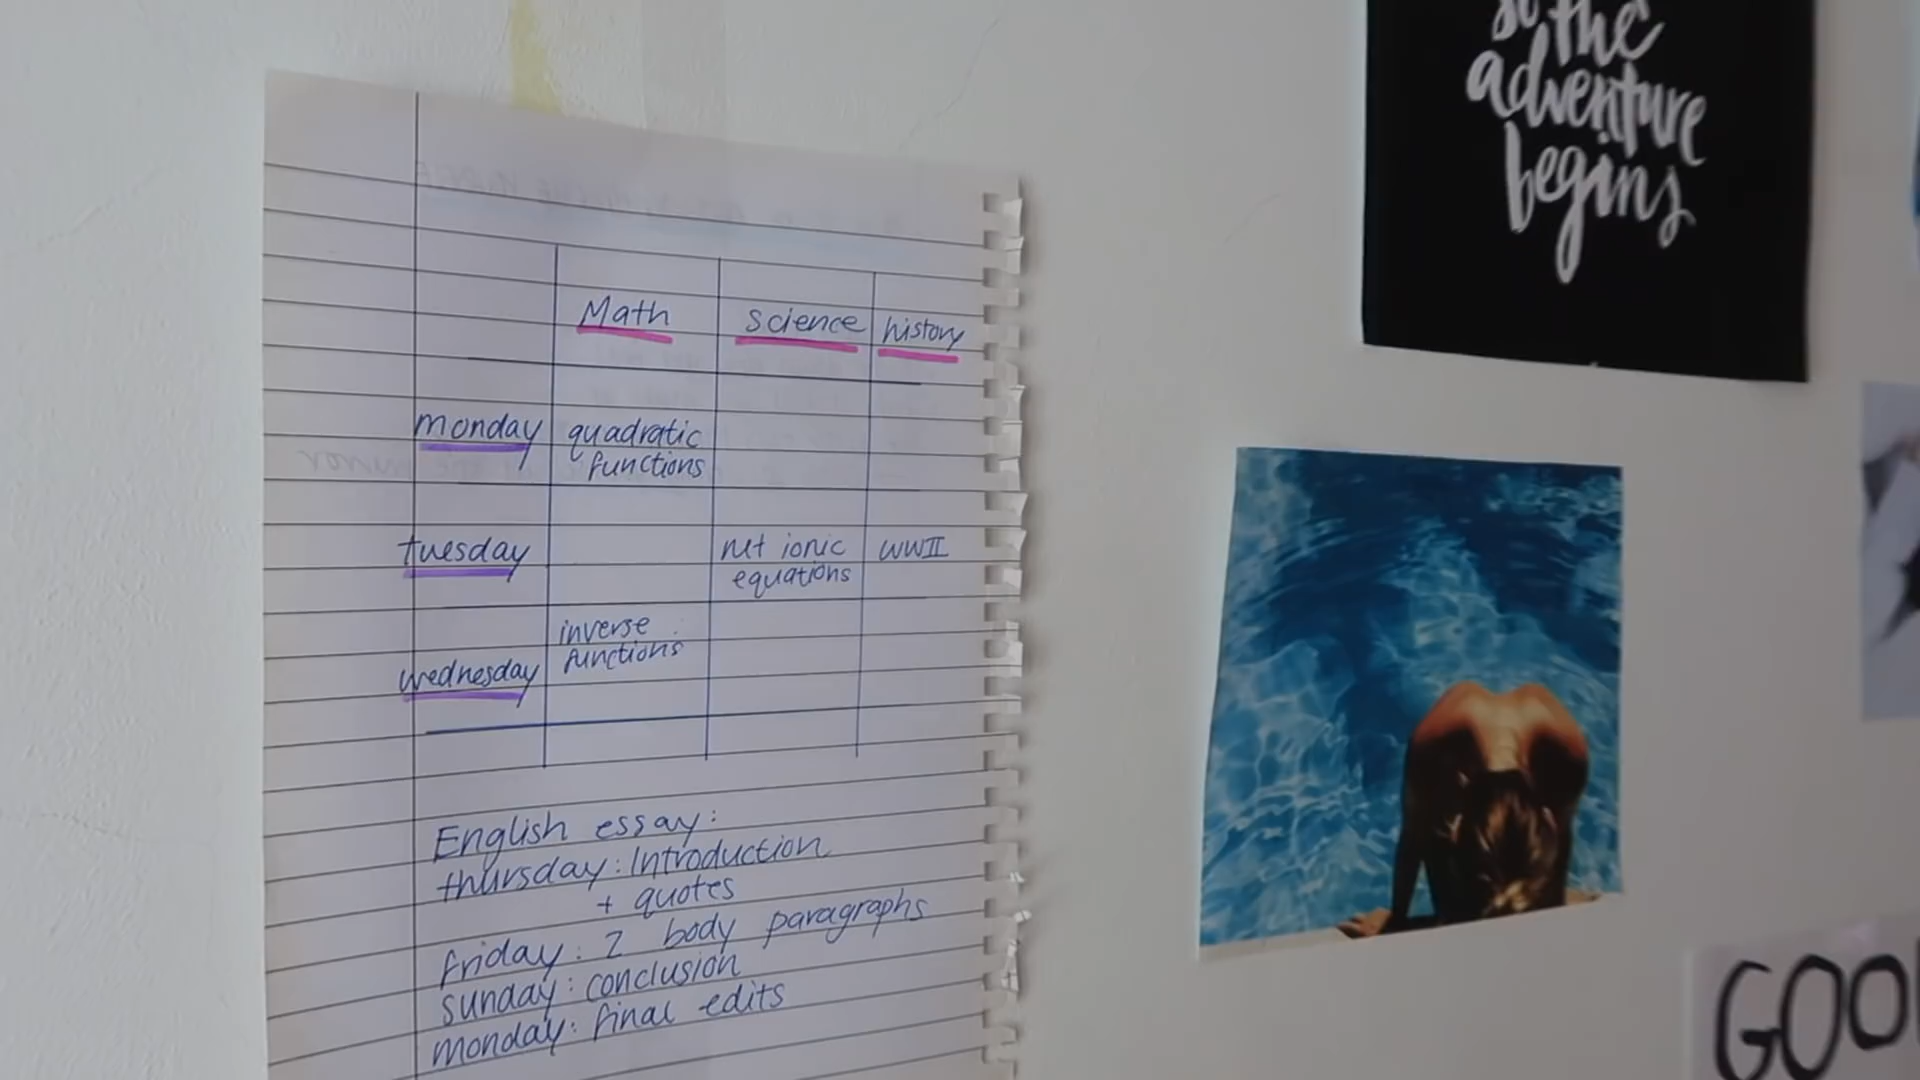 so the
adventure
begins
Math science history
monday quadratic
functions
tuesday net ionic WWII
equations
inverse
functions
wednesday
English essay:
thursday: Introduction
+ quotes
friday: 2 body paragraphs
sunday: conclusion
monday: final edits